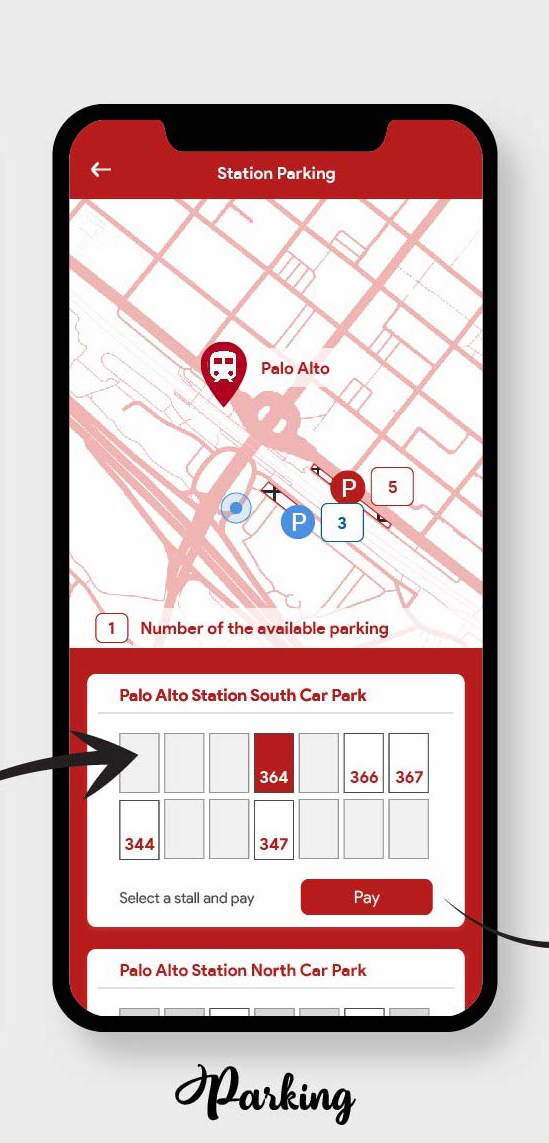 Station Parking
Palo Alto
P 5
P 3
1 Number of the available parking
Palo Alto Station South Car Park
364 366 367
344 347
Select a stall and pay Pay
Palo Alto Station North Car Park
Parking